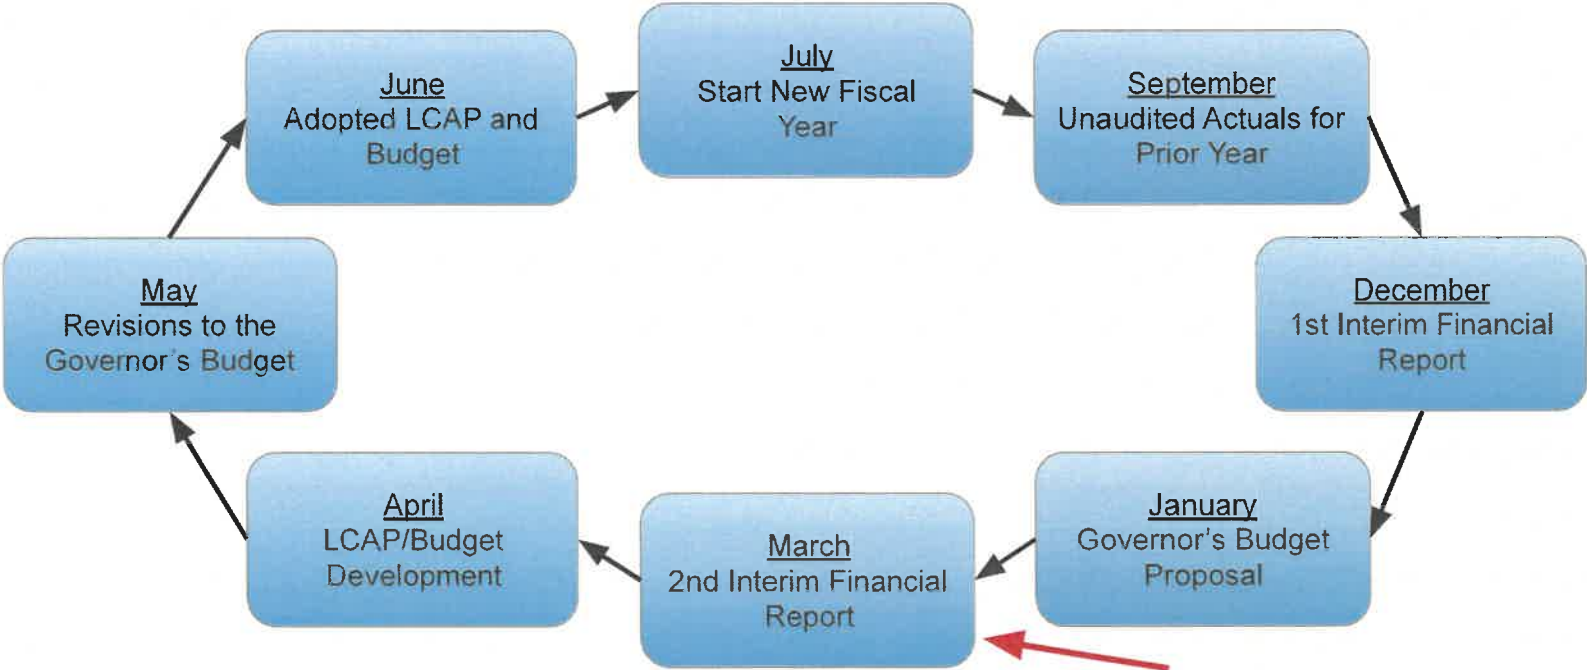 July
Start New Fiscal
Year
June
Adopted LCAP and
Budget
September
Unaudited Actuals for
Prior Year
May
Revisions to the
Governor's Budget
December
1st Interim Financial
Report
April
LCAP/Budget
Development
March
2nd Interim Financial
Report
January
Governor's Budget
Proposal